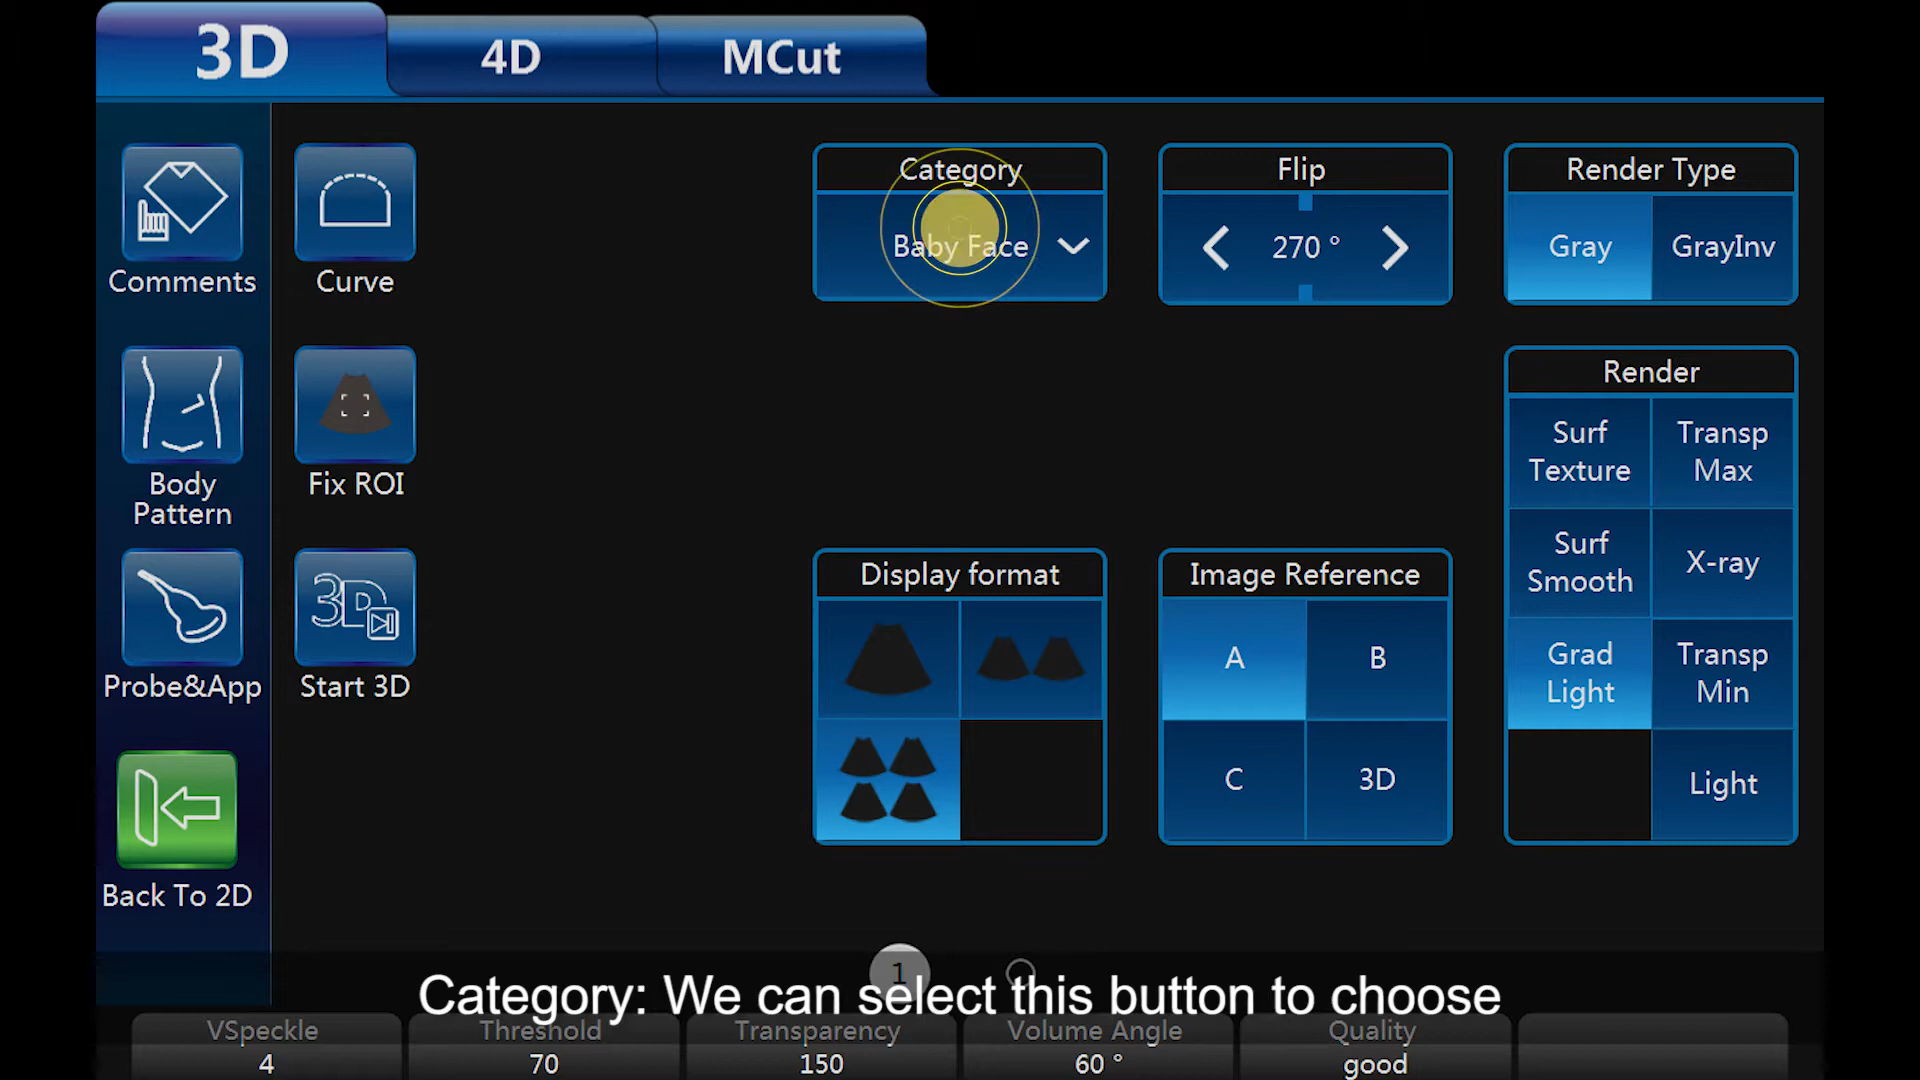 3D
4D
MCut
Comments
Curve
Category
Baby Face
Flip
270 °
Render Type
Gray
GrayInv
Body
Pattern
Fix ROI
Render
Surf
Texture
Transp
Max
Surf
Smooth
X-ray
Grad
Light
Transp
Min
Light
Probe&App
3D
Start 3D
Display format
Image Reference
A
B
C
3D
Back To 2D
1
Category: We can select this button to choose
VSpeckle
4
Threshold
70
Transparency
150
Volume Angle
60 °
Quality
good